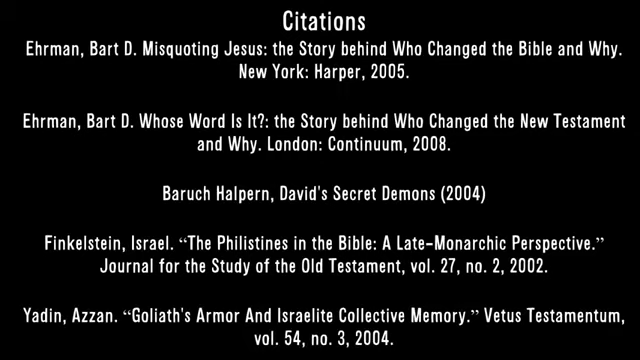 Citations
Ehrman, Bart D. Misquoting Jesus: the Story behind Who Changed the Bible and Why.
New York: Harper, 2005.
Ehrman, Bart D. Whose Word Is It?: the Story behind Who Changed the New Testament
and Why. London: Continuum, 2008.
Baruch Halpern, David's Secret Demons (2004)
Finkelstein, Israel. “The Philistines in the Bible: A Late-Monarchic Perspective.”
Journal for the Study of the Old Testament, vol. 27, no. 2, 2002.
Yadin, Azzan. “Goliath's Armor And Israelite Collective Memory.” Vetus Testamentum,
vol. 54, no. 3, 2004.